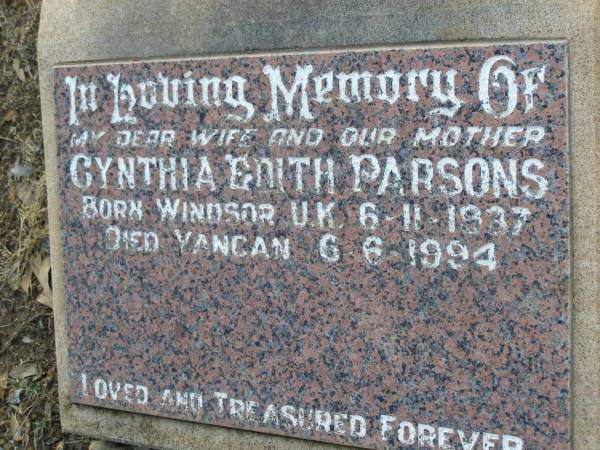 In Loving Memory Of
MY DEAR WIFE AND OUR MOTHER
CYNTHIA EDITH PARSONS
BORN WINDSOR U.K. 6-11-1937
DIED YANGAN 6-6-1994
LOVED AND TREASURED FOREVER